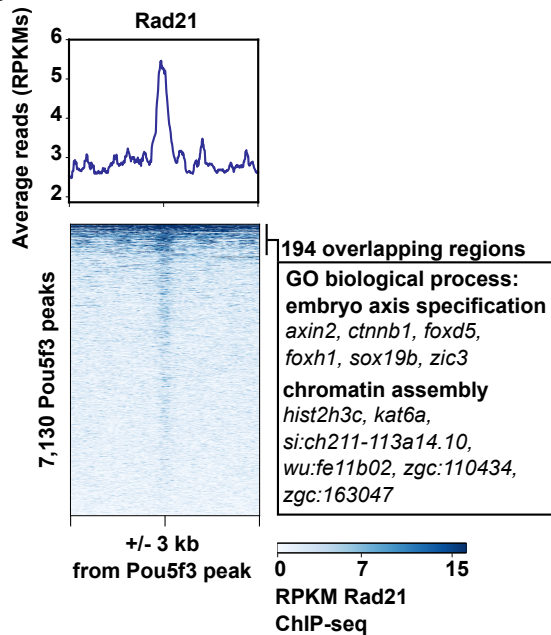 Rad21
Average reads (RPKMs)
6
5
4
3
2
7,130 Pou5f3 peaks
194 overlapping regions
GO biological process:
embryo axis specification
axin2, ctnnb1, foxd5,
foxh1, sox19b, zic3
chromatin assembly
hist2h3c, kat6a,
si:ch211-113a14.10,
wu:fe11b02, zgc:110434,
zgc:163047
+/- 3 kb
from Pou5f3 peak
0 7 15
RPKM Rad21
ChIP-seq